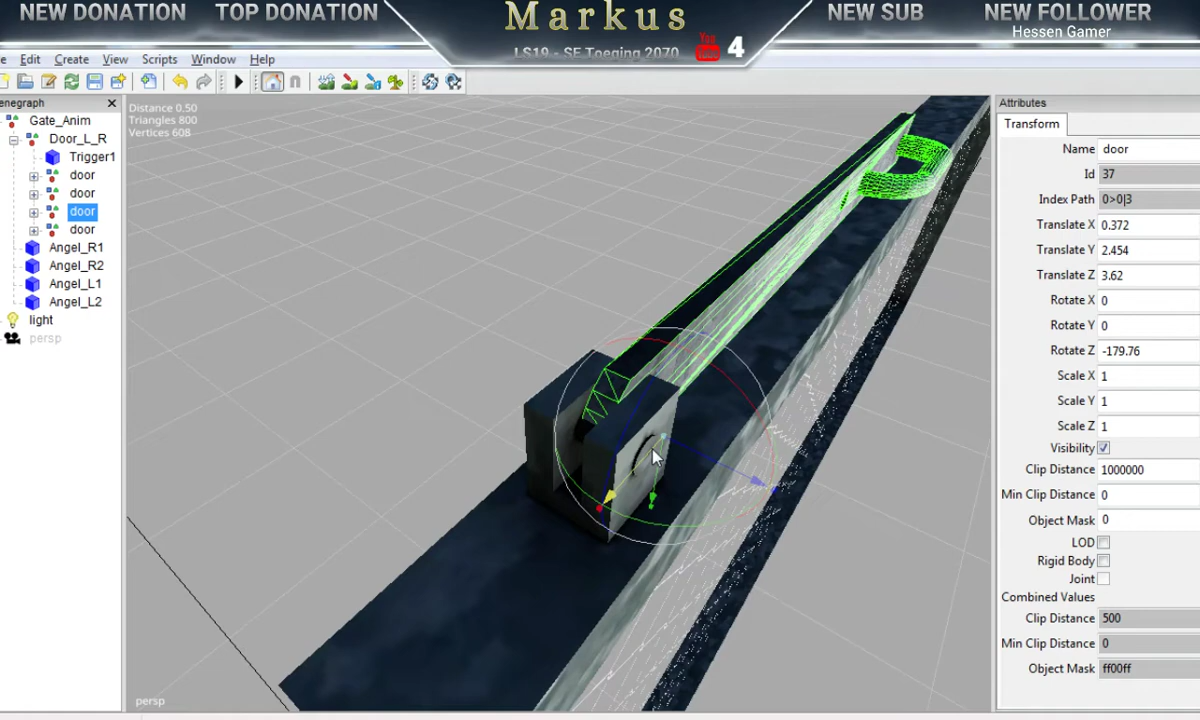 NEW DONATION
TOP DONATION
Markus
NEW SUB
NEW FOLLOWER
Hessen Gamer
LS19 - SF Toeging 2070
You Tube
4
e Edit Create View Scripts Window Help
enegraph
Gate_Anim
Door_L_R
Trigger1
door
door
door
door
Angel_R1
Angel_R2
Angel_L1
Angel_L2
light
persp
Distance 0.50
Triangles 800
Vertices 608
persp
Attributes
Transform
Name door
Id 37
Index Path 0>0|3
Translate X 0.372
Translate Y 2.454
Translate Z 3.62
Rotate X 0
Rotate Y 0
Rotate Z -179.76
Scale X 1
Scale Y 1
Scale Z 1
Visibility
Clip Distance 1000000
Min Clip Distance 0
Object Mask 0
LOD
Rigid Body
Joint
Combined Values
Clip Distance 500
Min Clip Distance 0
Object Mask ff00ff